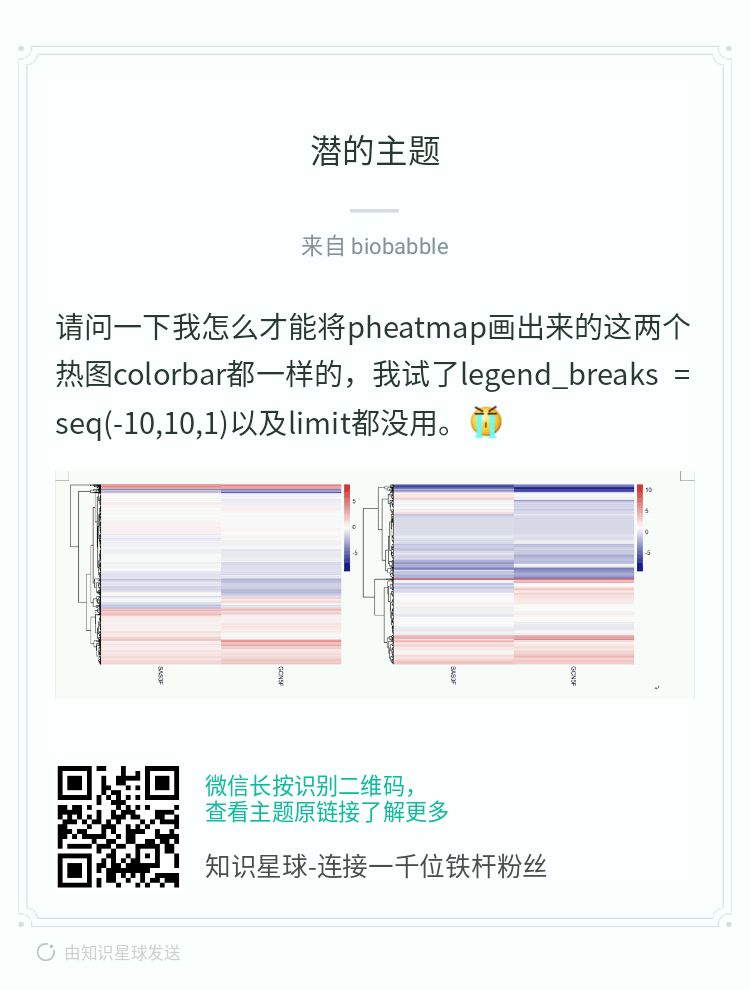 潜的主题
来自 biobabble
请问一下我怎么才能将pheatmap画出来的这两个
热图colorbar都一样的，我试了legend_breaks =
seq(-10,10,1)以及limit都没用。😭
5
0
-5
10
5
0
-5
SAS3F
GCN5F
SAS3F
GCN5F
微信长按识别二维码，
查看主题原链接了解更多
知识星球-连接一千位铁杆粉丝
由知识星球发送